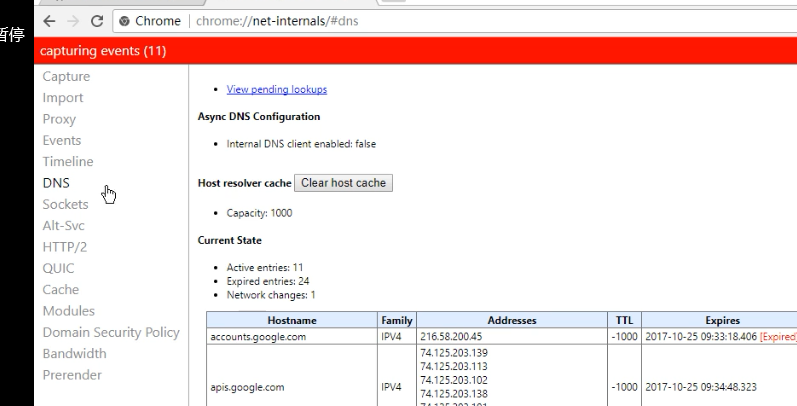 暂停
Chrome chrome://net-internals/#dns
capturing events (11)
Capture
Import
Proxy
Events
Timeline
DNS
Sockets
Alt-Svc
HTTP/2
QUIC
Cache
Modules
Domain Security Policy
Bandwidth
Prerender
View pending lookups
Async DNS Configuration
Internal DNS client enabled: false
Host resolver cache Clear host cache
Capacity: 1000
Current State
Active entries: 11
Expired entries: 24
Network changes: 1
Hostname Family Addresses TTL Expires
accounts.google.com IPV4 216.58.200.45 -1000 2017-10-25 09:33:18.406 [Expired]
74.125.203.139
74.125.203.113
74.125.203.102
apis.google.com IPV4 74.125.203.138 -1000 2017-10-25 09:34:48.323
74.125.203.101